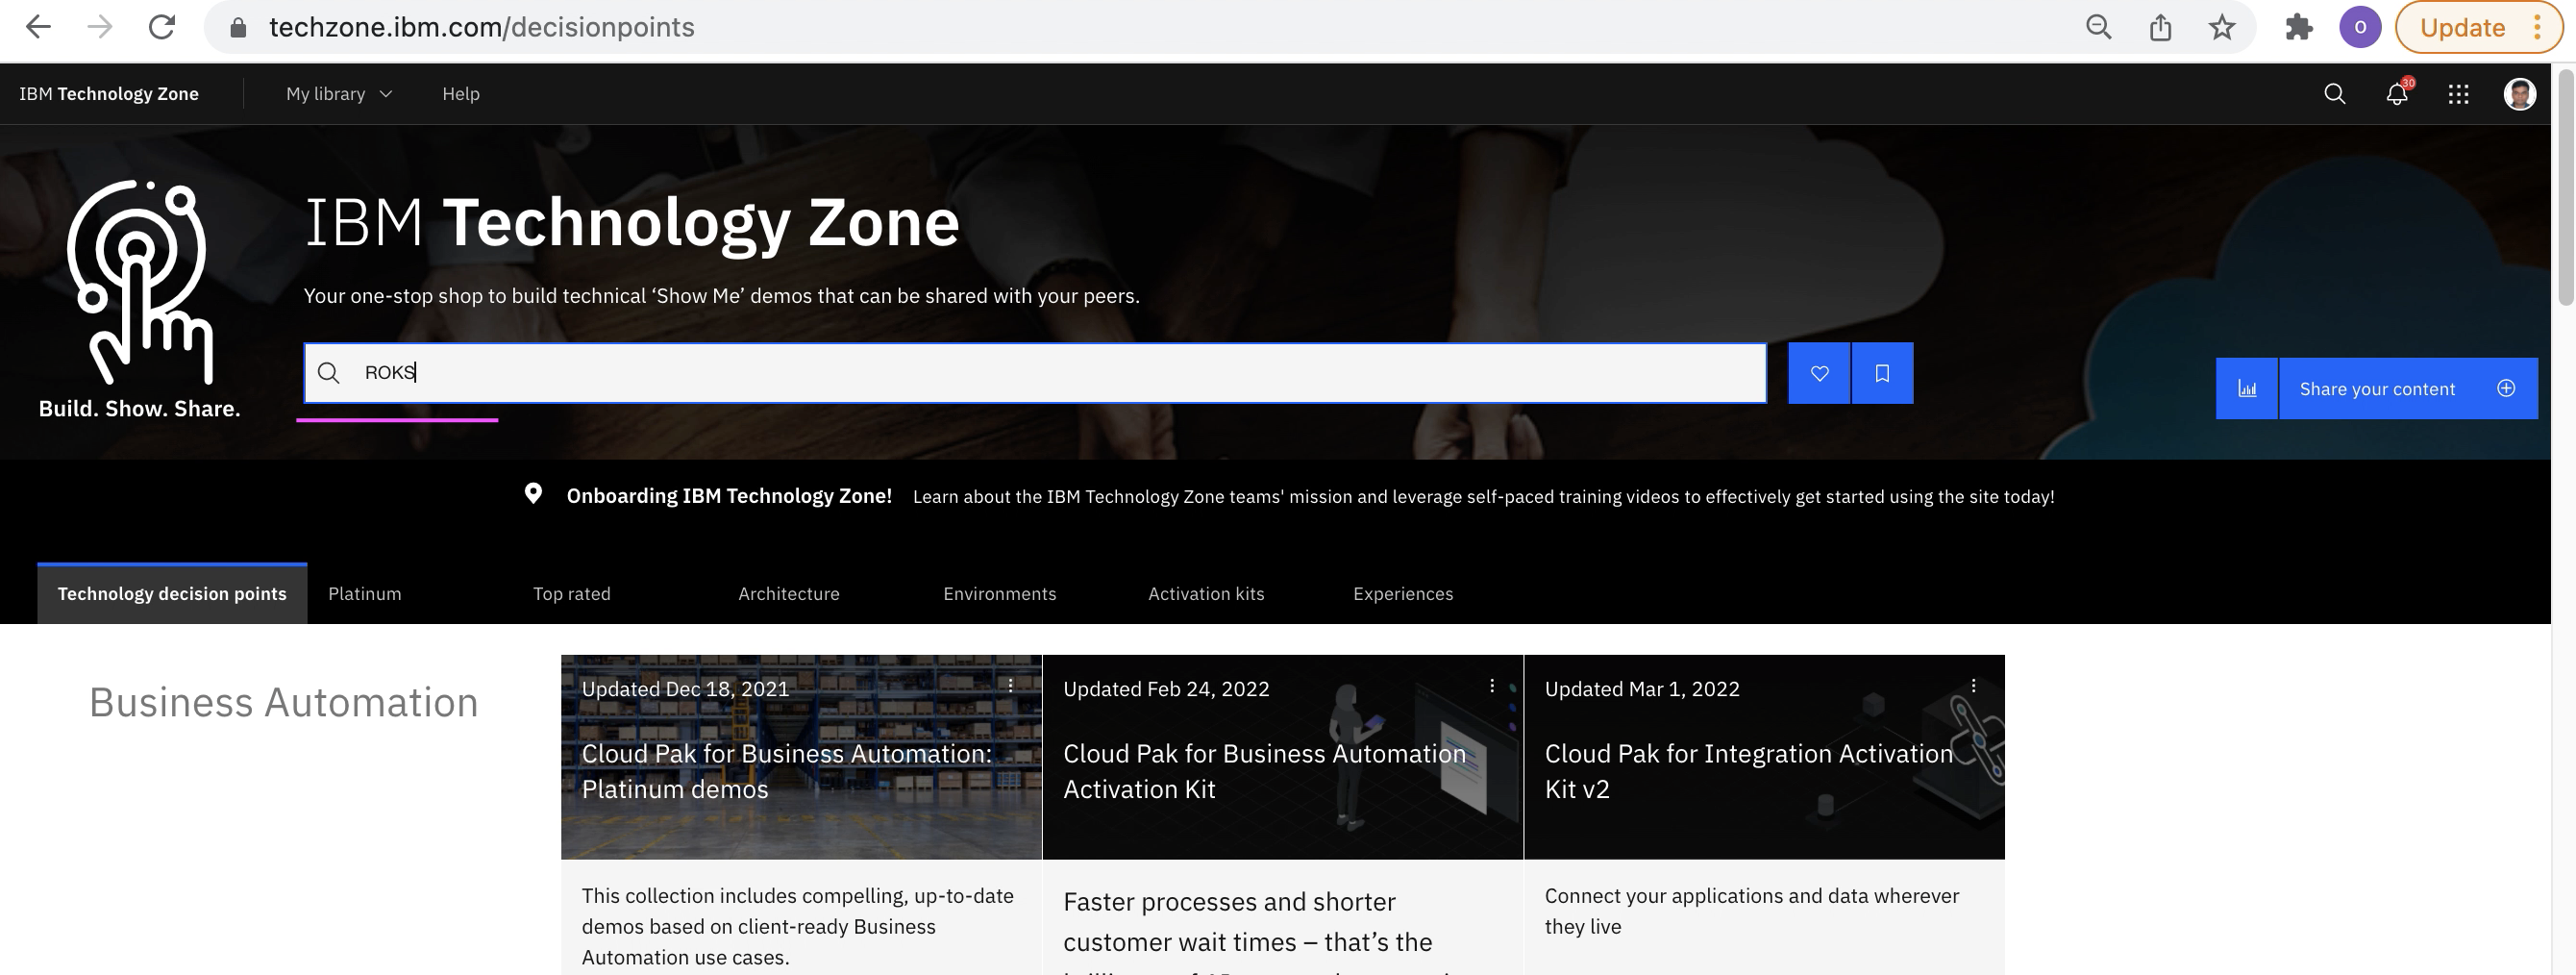 techzone.ibm.com/decisionpoints
O
Update
IBM Technology Zone
My library
Help
30
IBM Technology Zone
Your one-stop shop to build technical ‘Show Me’ demos that can be shared with your peers.
ROKS
Build. Show. Share.
Share your content
Onboarding IBM Technology Zone! Learn about the IBM Technology Zone teams' mission and leverage self-paced training videos to effectively get started using the site today!
Technology decision points
Platinum
Top rated
Architecture
Environments
Activation kits
Experiences
Business Automation
Updated Dec 18, 2021
Cloud Pak for Business Automation:
Platinum demos
This collection includes compelling, up-to-date
demos based on client-ready Business
Automation use cases.
Updated Feb 24, 2022
Cloud Pak for Business Automation
Activation Kit
Faster processes and shorter
customer wait times – that’s the
Updated Mar 1, 2022
Cloud Pak for Integration Activation
Kit v2
Connect your applications and data wherever
they live